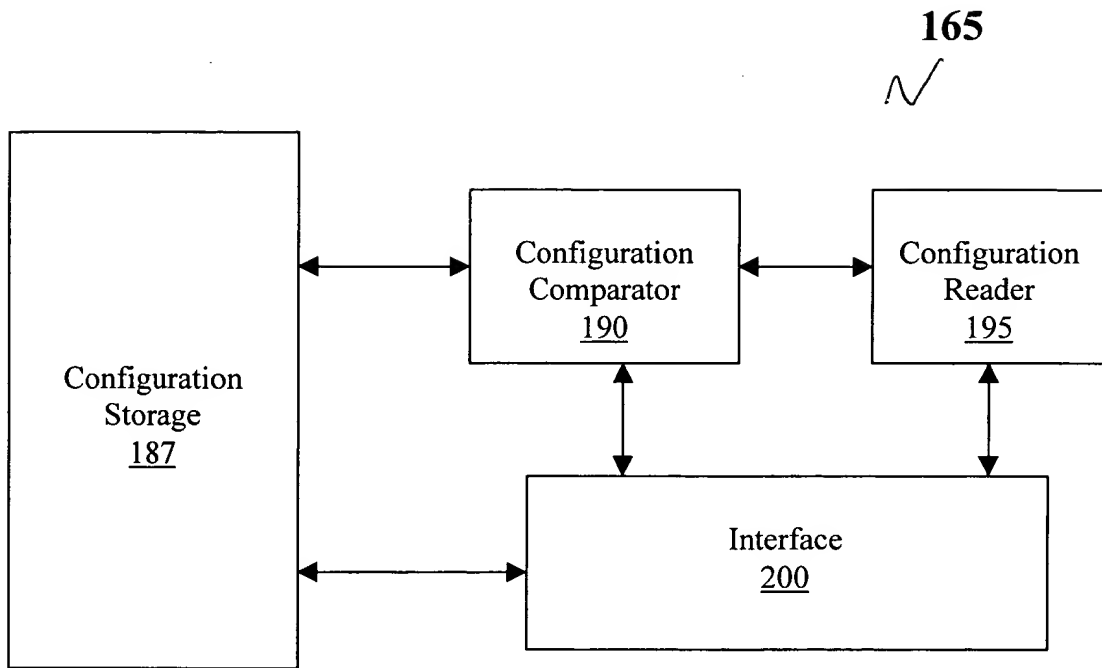 165
Configuration
Storage
187
Configuration
Comparator
190
Configuration
Reader
195
Interface
200